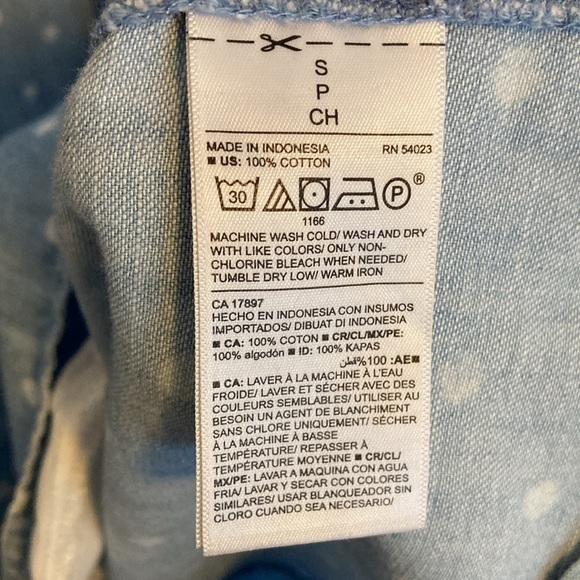 S
P
CH
MADE IN INDONESIA RN 54023
■ US: 100% COTTON
30 P ®
1166
MACHINE WASH COLD/ WASH AND DRY
WITH LIKE COLORS/ ONLY NON-
CHLORINE BLEACH WHEN NEEDED/
TUMBLE DRY LOW/ WARM IRON
CA 17897
HECHO EN INDONESIA CON INSUMOS
IMPORTADOS/ DIBUAT DI INDONESIA
■ CA: 100% COTON ■ CR/CL/MX/PE:
100% algodón ■ ID: 100% KAPAS
■AE: 100% قطن
■ CA: LAVER À LA MACHINE À L'EAU
FROIDE/ LAVER ET SÉCHER AVEC DES
COULEURS SEMBLABLES/ UTILISER AU
BESOIN UN AGENT DE BLANCHIMENT
SANS CHLORE UNIQUEMENT/ SÉCHER
À LA MACHINE À BASSE
TEMPÉRATURE/ REPASSER À
TEMPÉRATURE MOYENNE ■ CR/CL/
MX/PE: LAVAR A MAQUINA CON AGUA
FRIA/ LAVAR Y SECAR CON COLORES
SIMILARES/ USAR BLANQUEADOR SIN
CLORO CUANDO SEA NECESARIO/